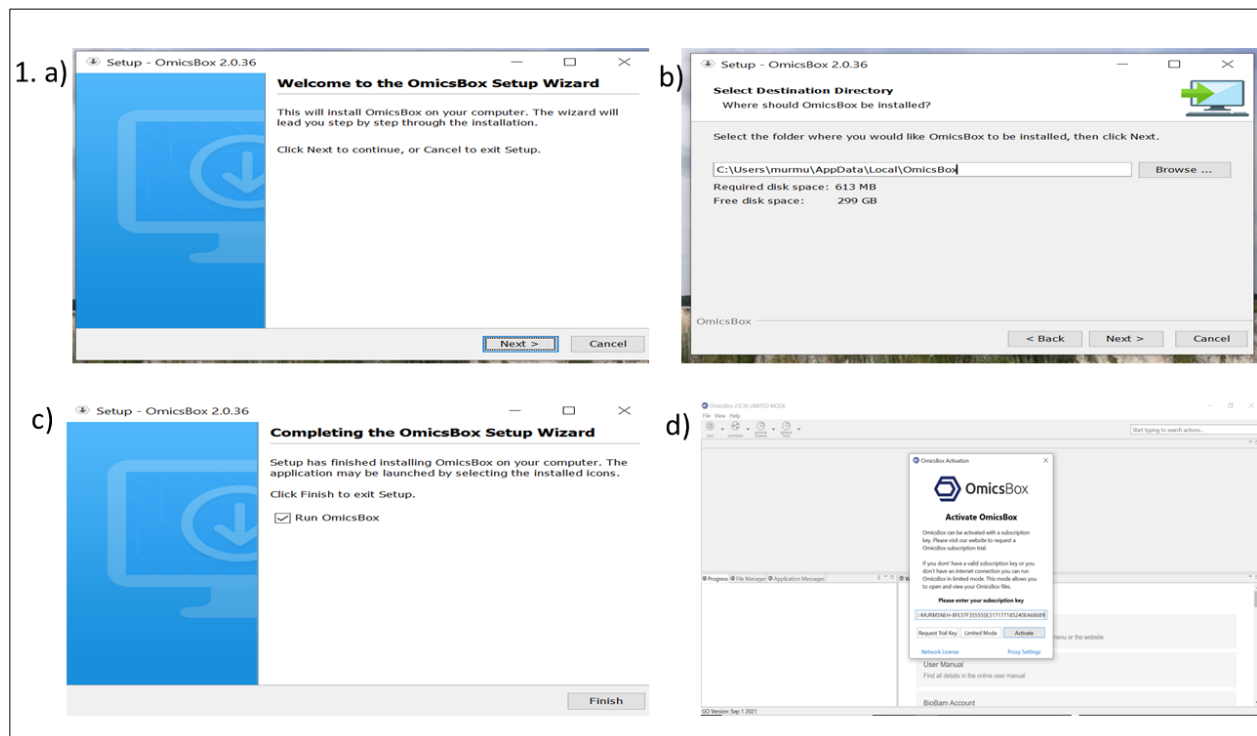 1. a)
Setup - OmicsBox 2.0.36
Welcome to the OmicsBox Setup Wizard
This will install OmicsBox on your computer. The wizard will
lead you step by step through the installation.
Click Next to continue, or Cancel to exit Setup.
Next >
Cancel
b)
Setup - OmicsBox 2.0.36
Select Destination Directory
Where should OmicsBox be installed?
Select the folder where you would like OmicsBox to be installed, then click Next.
C:\Users\murmu\AppData\Local\OmicsBox
Browse ...
Required disk space: 613 MB
Free disk space: 299 GB
OmicsBox
< Back
Next >
Cancel
c)
Setup - OmicsBox 2.0.36
Completing the OmicsBox Setup Wizard
Setup has finished installing OmicsBox on your computer. The
application may be launched by selecting the installed icons.
Click Finish to exit Setup.
Run OmicsBox
Finish
d)
OmicsBox 2.0.36 LIMITED MODE
File View Help
Start typing to search actions...
OmicsBox Activation
OmicsBox
Activate OmicsBox
OmicsBox can be activated with a subscription
key. Please visit our website to request a
OmicsBox subscription trial.
If you dont' have a valid subscription key or you
don't have an internet connection you can run
OmicsBox in limited mode. This mode allows you
to open and view your OmicsBox files.
Please enter your subscription key
Request Trial Key
Limited Mode
Activate
Network License
Proxy Settings
Progress
File Manager
Application Messages
menu or the website
User Manual
Find all details in the online user manual
BioBam Account
GO Version: Sep 1 2021